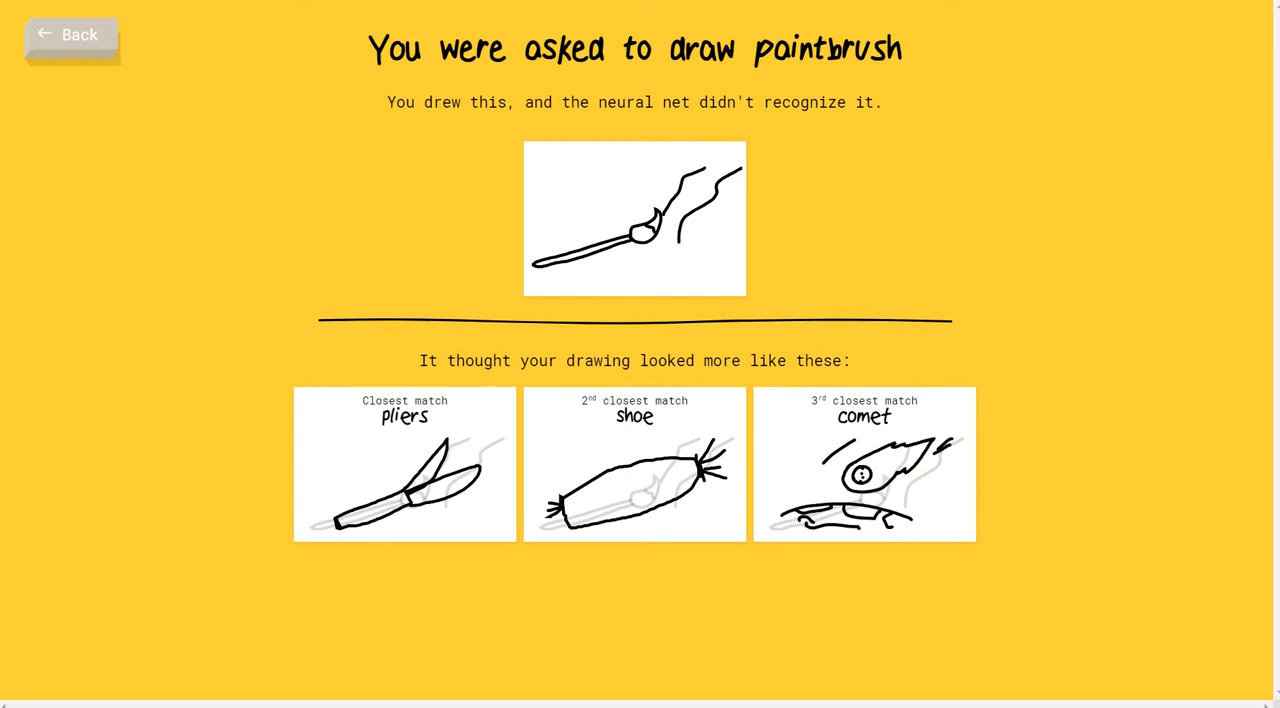 ← Back
You were asked to draw paintbrush
You drew this, and the neural net didn't recognize it.
It thought your drawing looked more like these:
Closest match
pliers
2nd closest match
shoe
3rd closest match
comet